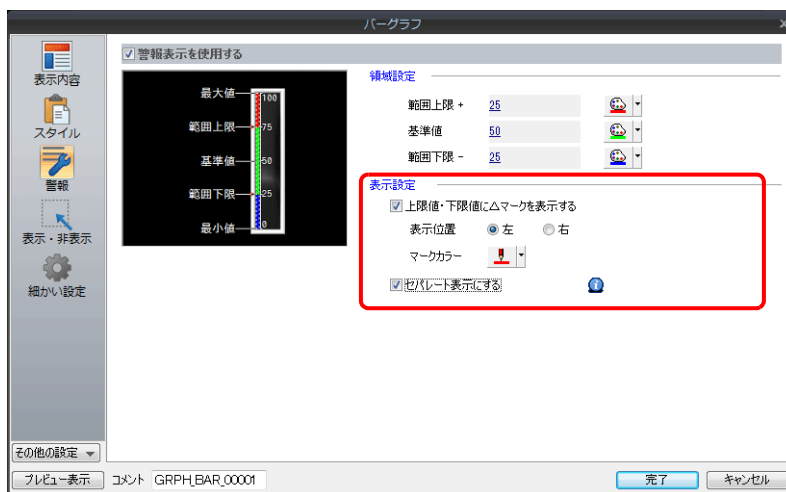 バーグラフ
表示内容
スタイル
警報
表示・非表示
細かい設定
その他の設定
警報表示を使用する
最大値
100
範囲上限
75
基準値
50
範囲下限
25
最小値
0
領域設定
範囲上限 + 25
基準値 50
範囲下限 - 25
表示設定
上限値・下限値に△マークを表示する
表示位置 左 右
マークカラー
セパレート表示にする
プレビュー表示 コメント GRPH_BAR_00001 完了 キャンセル